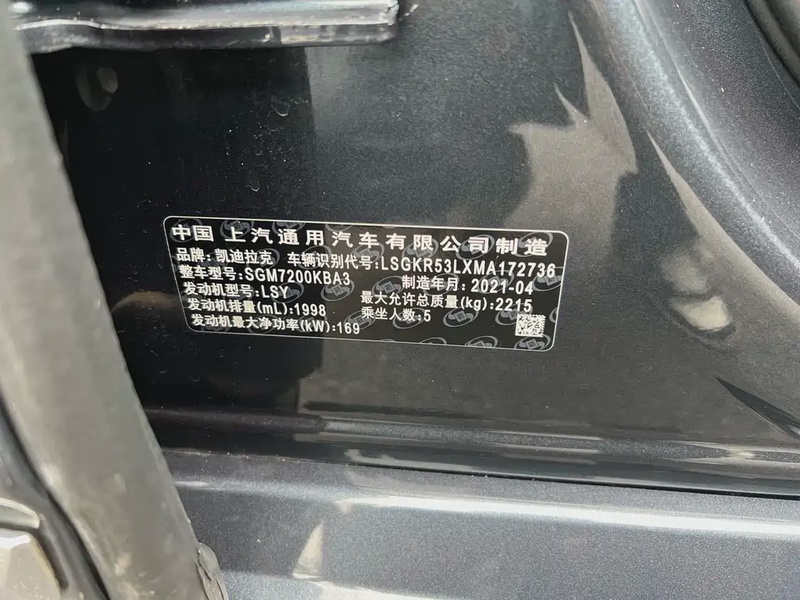 中国 上汽通用汽车有限公司制造
品牌: 凯迪拉克 车辆识别代号:LSGKR53LXMA172736
整车型号:SGM7200KBA3 制造年月:2021-04
发动机型号:LSY 最大允许总质量(kg):2215
发动机排量(mL):1998 乘坐人数:5
发动机最大净功率(kW):169